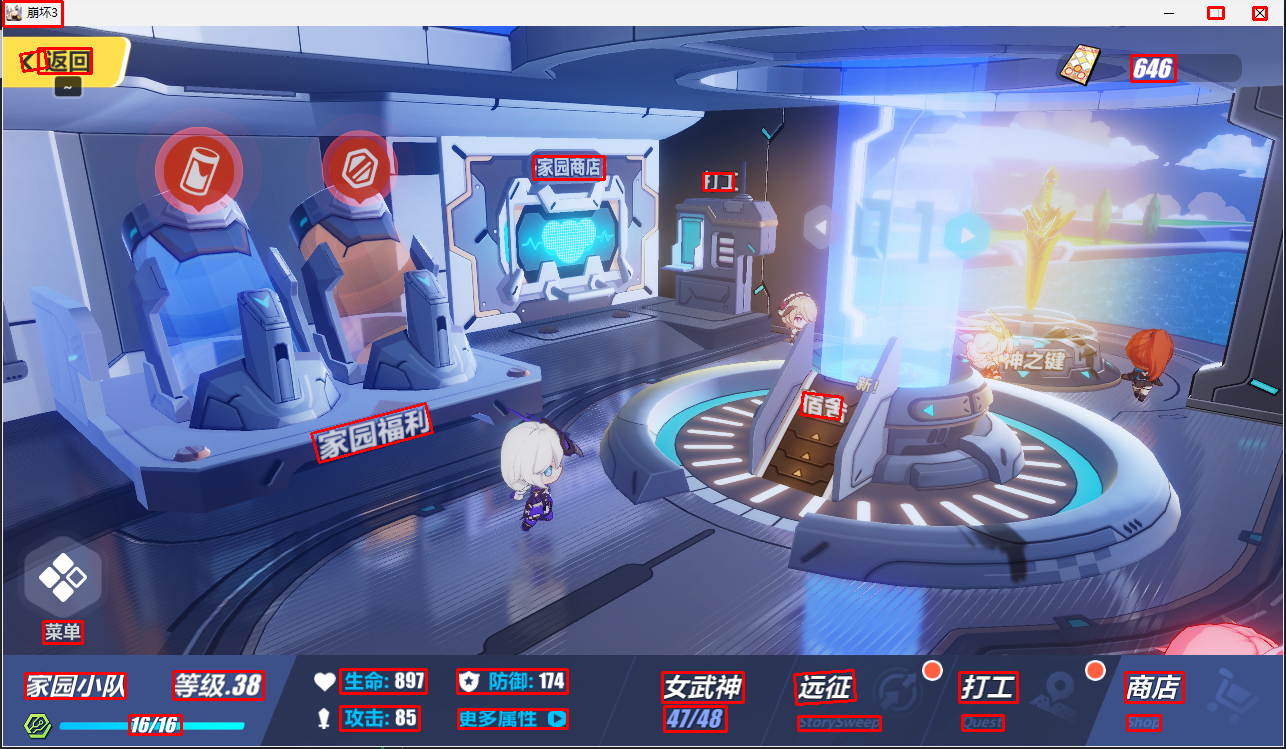 崩坏3
返回
~
646
家园商店
打工
01
神之键
新!
宿舍
家园福利
菜单
家园小队 等级.38
16/16
生命: 897 防御: 174
攻击: 85 更多属性
女武神
47/48
远征
StorySweep
打工
Quest
商店
Shop